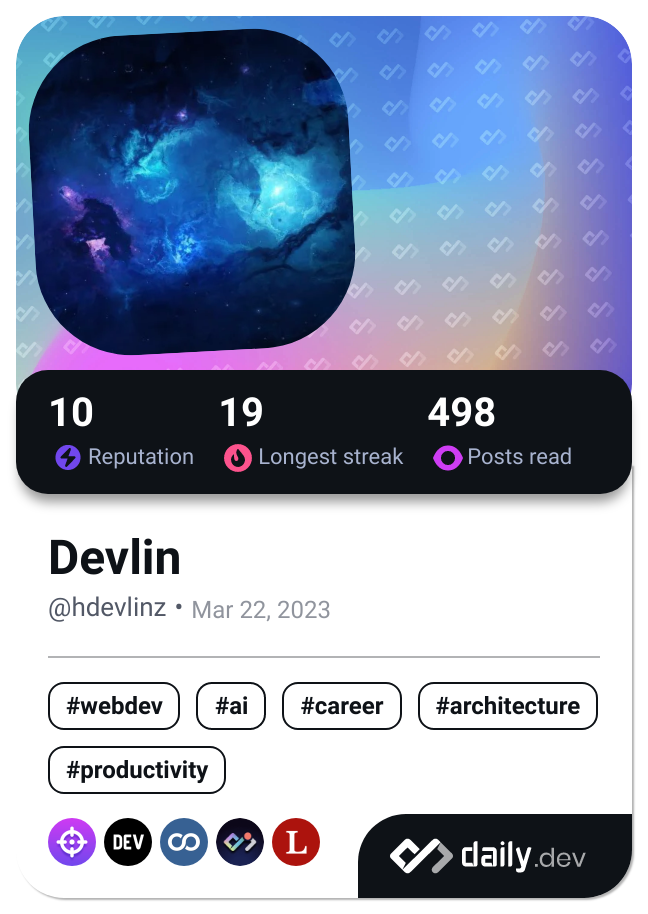 10 19 498
Reputation Longest streak Posts read
Devlin
@hdevlinz • Mar 22, 2023
#webdev #ai #career #architecture
#productivity
DEV L daily.dev